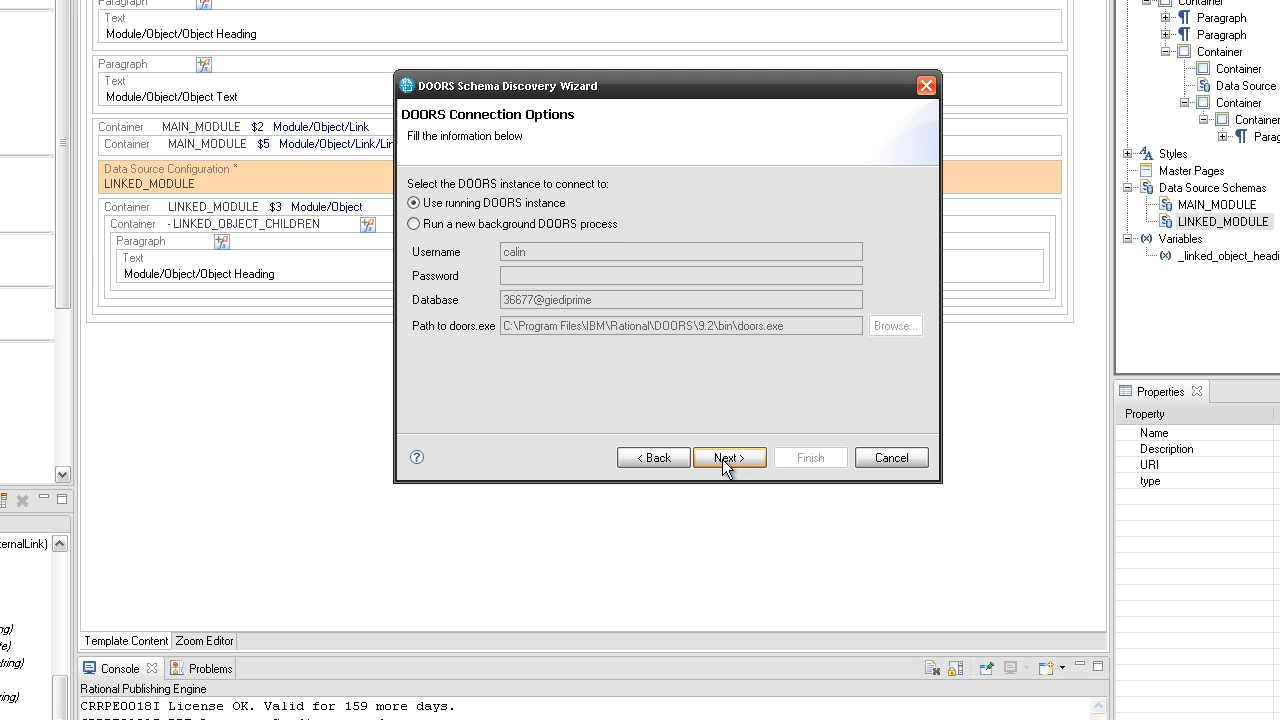 Paragraph
Text
Module/Object/Object Heading
Paragraph
Text
Module/Object/Object Text
Container MAIN_MODULE $2 Module/Object/Link
Container MAIN_MODULE $5 Module/Object/Link/Lin
Data Source Configuration *
LINKED_MODULE
Container LINKED_MODULE $3 Module/Object
Container - LINKED_OBJECT_CHILDREN
Paragraph
Text
Module/Object/Object Heading
DOORS Schema Discovery Wizard
DOORS Connection Options
Fill the information below
Select the DOORS instance to connect to:
Use running DOORS instance
Run a new background DOORS process
Username calin
Password
Database 36677@giediprime
Path to doors.exe C:\Program Files\IBM\Rational\DOORS\9.2\bin\doors.exe Browse...
? < Back Next > Finish Cancel
Container
Paragraph
Paragraph
Container
Container
Data Source
Container
Container
Parag
Styles
Master Pages
Data Source Schemas
MAIN_MODULE
LINKED_MODULE
Variables
_linked_object_headi
Properties
Property
Name
Description
URI
type
ernalLink)
Template Content Zoom Editor
Console Problems
Rational Publishing Engine
CRRPE0018I License OK. Valid for 159 more days.